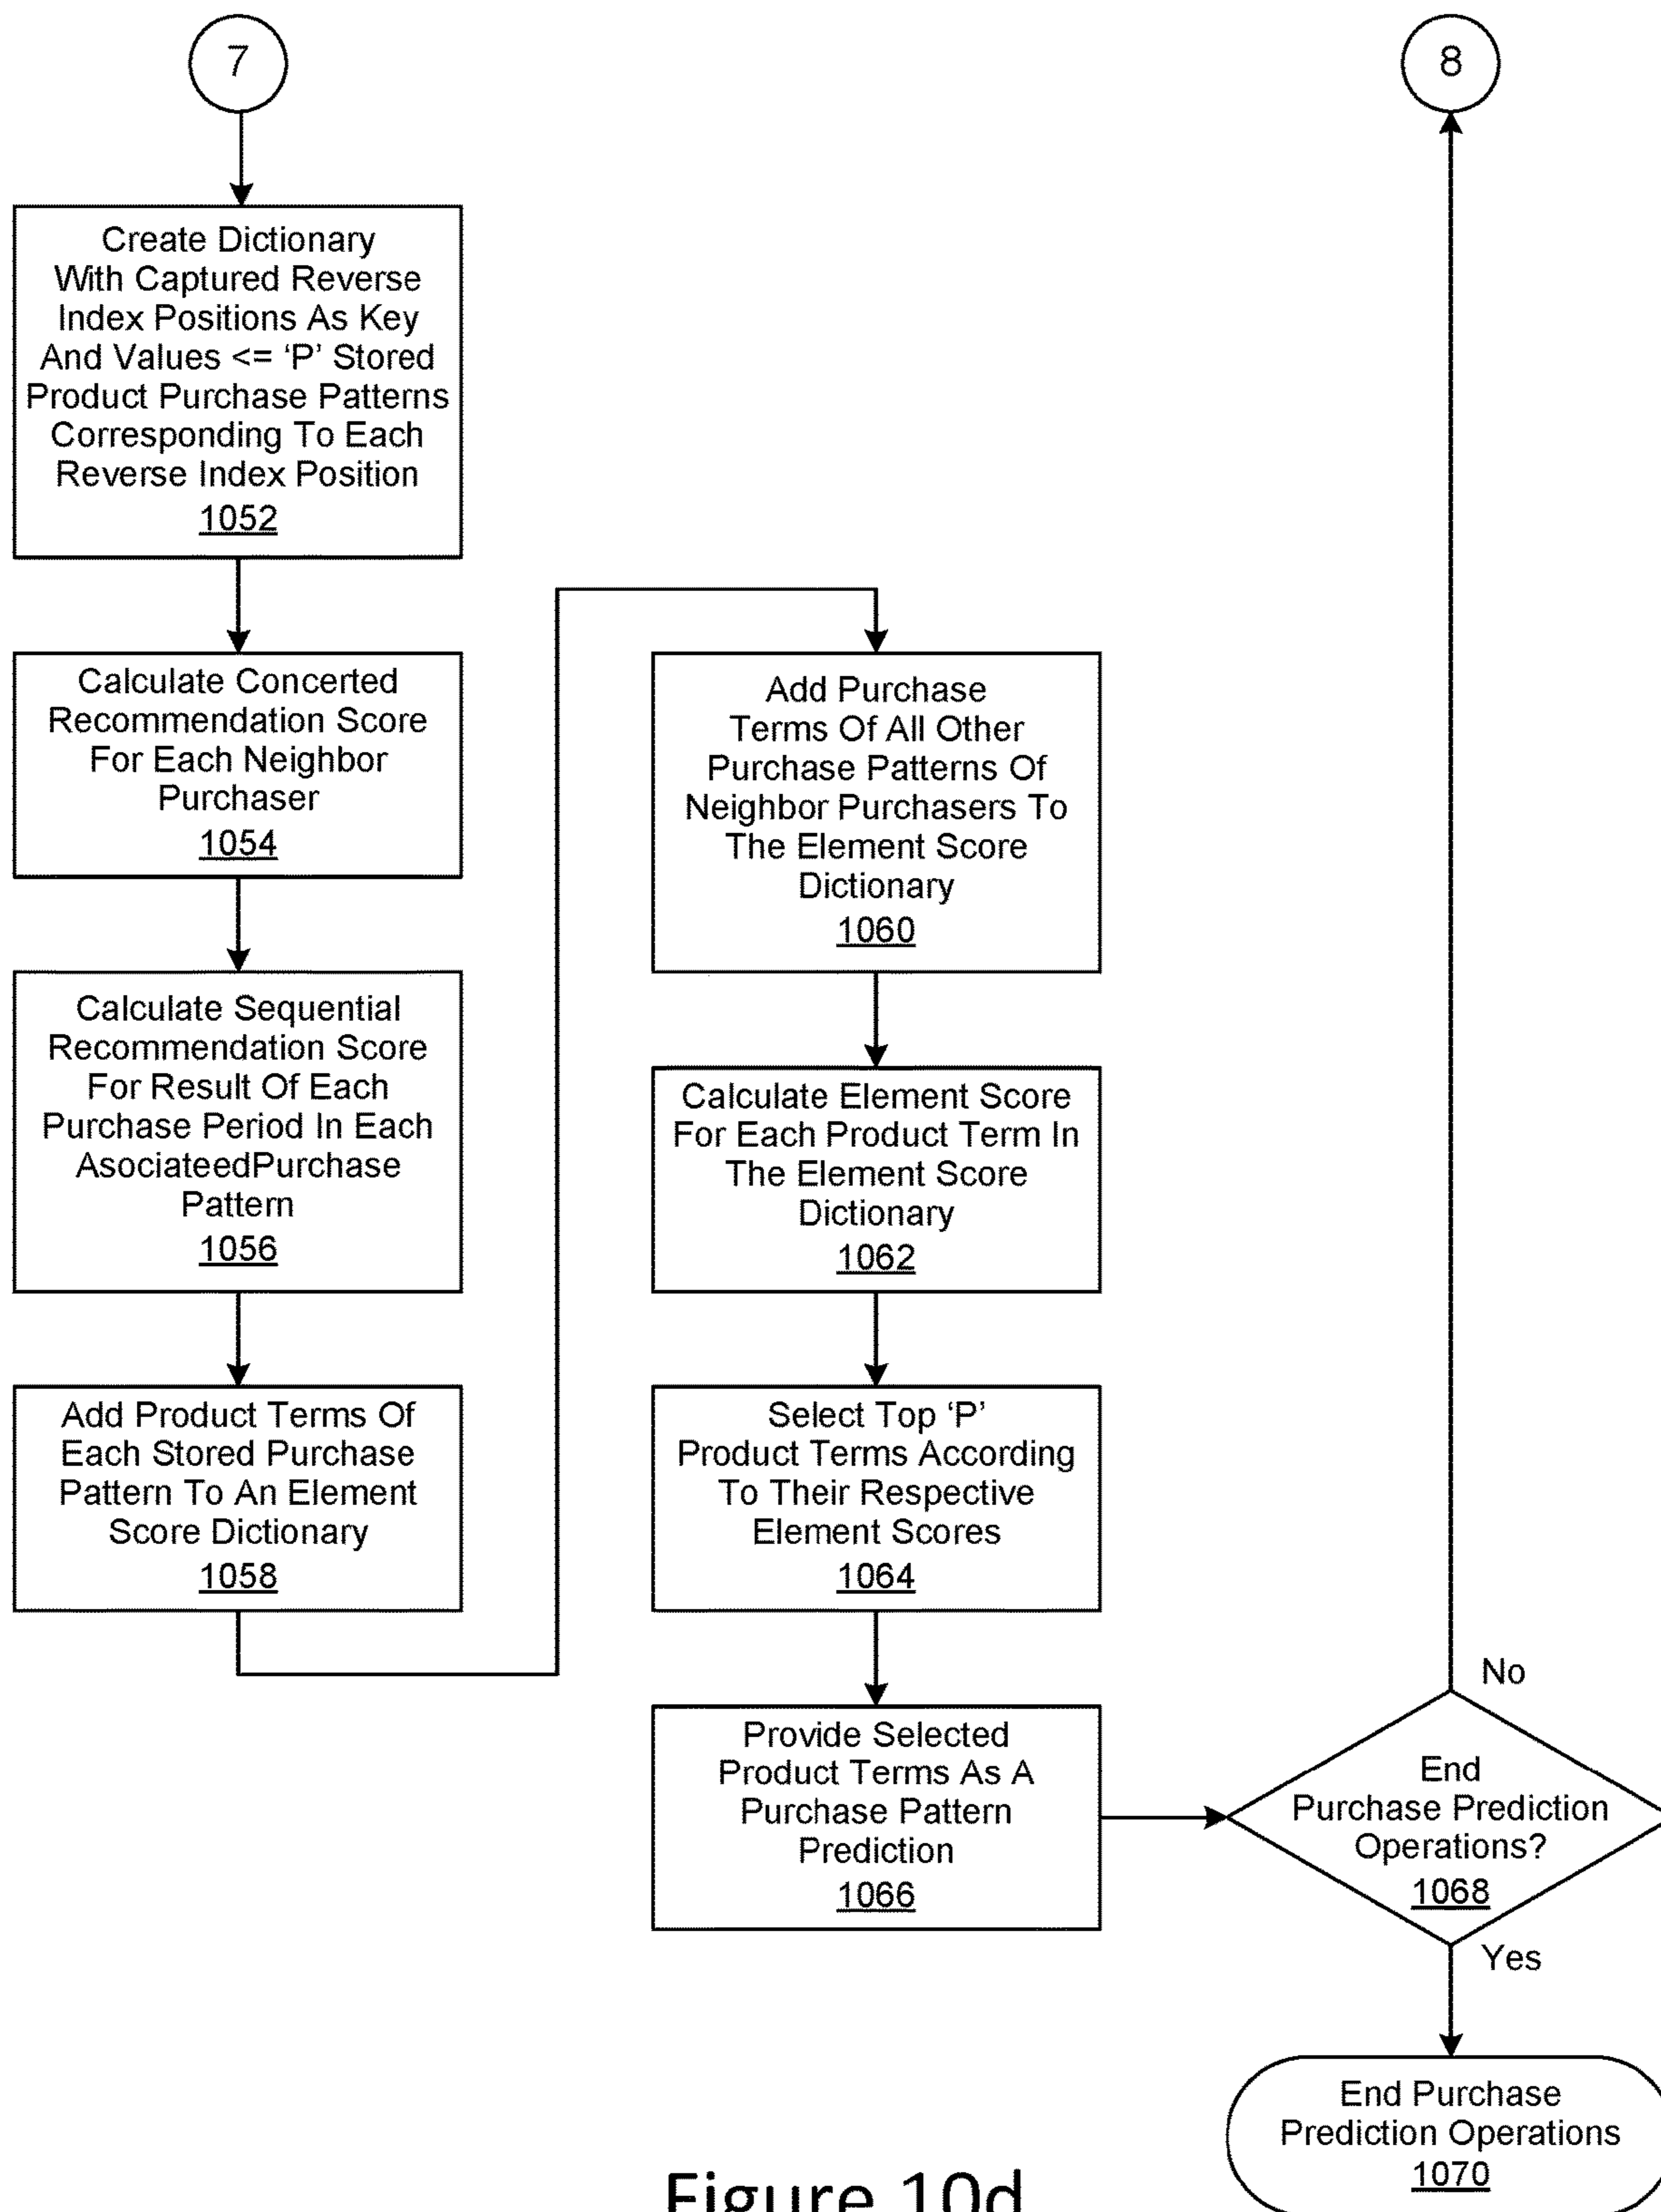 7
Create Dictionary
With Captured Reverse
Index Positions As Key
And Values <= ‘P’ Stored
Product Purchase Patterns
Corresponding To Each
Reverse Index Position
1052
Calculate Concerted
Recommendation Score
For Each Neighbor
Purchaser
1054
Calculate Sequential
Recommendation Score
For Result Of Each
Purchase Period In Each
AsociateedPurchase
Pattern
1056
Add Product Terms Of
Each Stored Purchase
Pattern To An Element
Score Dictionary
1058
Add Purchase
Terms Of All Other
Purchase Patterns Of
Neighbor Purchasers To
The Element Score
Dictionary
1060
Calculate Element Score
For Each Product Term In
The Element Score
Dictionary
1062
Select Top ‘P’
Product Terms According
To Their Respective
Element Scores
1064
Provide Selected
Product Terms As A
Purchase Pattern
Prediction
1066
8
No
End
Purchase Prediction
Operations?
1068
Yes
End Purchase
Prediction Operations
1070
Figure 10d